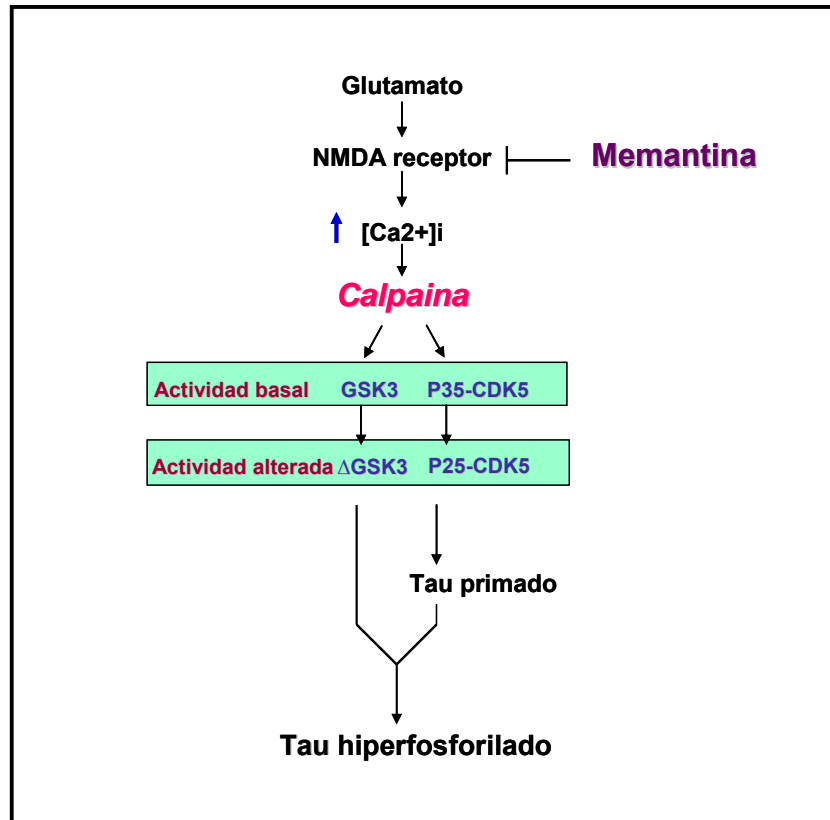 Glutamato
NMDA receptor
Memantina
[Ca2+]i
Calpaina
Actividad basal GSK3 P35-CDK5
Actividad alterada ΔGSK3 P25-CDK5
Tau primado
Tau hiperfosforilado